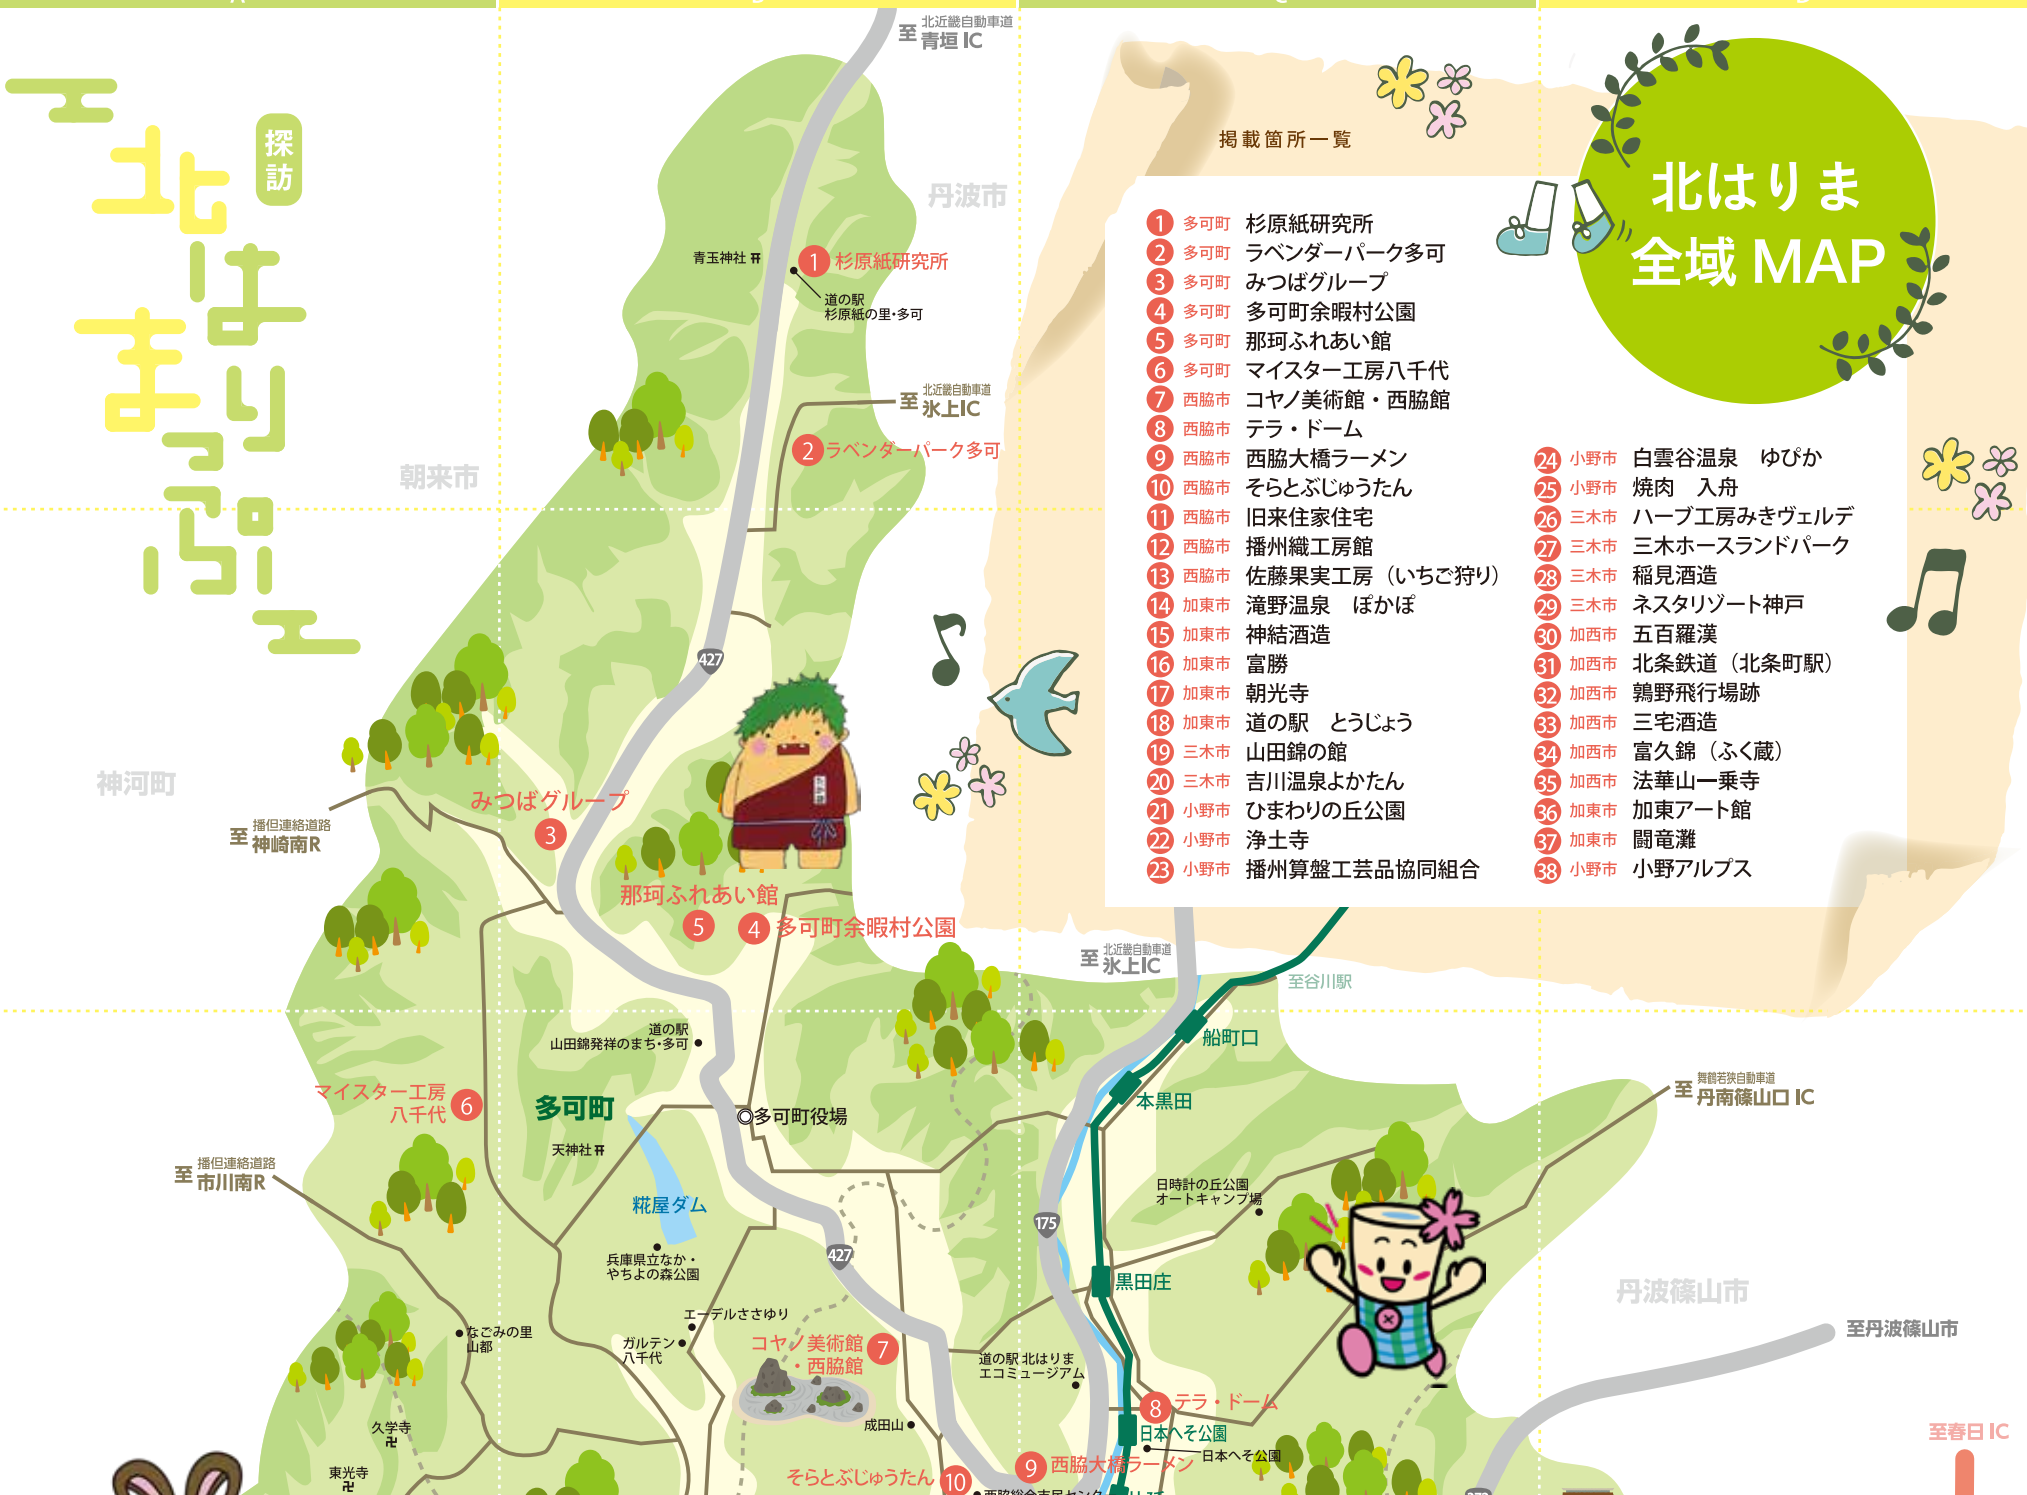 探訪
北はりま
まっぷ
北はりま
全域 MAP
掲載箇所一覧
1 多可町 杉原紙研究所
2 多可町 ラベンダーパーク多可
3 多可町 みつばグループ
4 多可町 多可町余暇村公園
5 多可町 那珂ふれあい館
6 多可町 マイスター工房八千代
7 西脇市 コヤノ美術館・西脇館
8 西脇市 テラ・ドーム
9 西脇市 西脇大橋ラーメン
10 西脇市 そらとぶじゅうたん
11 西脇市 旧来住家住宅
12 西脇市 播州織工房館
13 西脇市 佐藤果実工房（いちご狩り）
14 加東市 滝野温泉　ぽかぽ
15 加東市 神結酒造
16 加東市 富勝
17 加東市 朝光寺
18 加東市 道の駅　とうじょう
19 三木市 山田錦の館
20 三木市 吉川温泉よかたん
21 小野市 ひまわりの丘公園
22 小野市 浄土寺
23 小野市 播州算盤工芸品協同組合
24 小野市 白雲谷温泉　ゆぴか
25 小野市 焼肉　入舟
26 三木市 ハーブ工房みきヴェルデ
27 三木市 三木ホースランドパーク
28 三木市 稲見酒造
29 三木市 ネスタリゾート神戸
30 加西市 五百羅漢
31 加西市 北条鉄道（北条町駅）
32 加西市 鶉野飛行場跡
33 加西市 三宅酒造
34 加西市 富久錦（ふく蔵）
35 加西市 法華山一乗寺
36 加東市 加東アート館
37 加東市 闘竜灘
38 小野市 小野アルプス
至 北近畿自動車道
青垣 IC
丹波市
青玉神社
1 杉原紙研究所
道の駅
杉原紙の里・多可
至 北近畿自動車道
氷上IC
2 ラベンダーパーク多可
朝来市
427
神河町
みつばグループ
3
至 播但連絡道路
神崎南R
那珂ふれあい館
5
4 多可町余暇村公園
至 北近畿自動車道
氷上IC
至谷川駅
船町口
道の駅
山田錦発祥のまち・多可
マイスター工房
八千代
6
多可町
◎多可町役場
本黒田
至 舞鶴若狭自動車道
丹南篠山口 IC
天神社
至 播但連絡道路
市川南R
糀屋ダム
日時計の丘公園
オートキャンプ場
175
427
兵庫県立なか・
やちよの森公園
黒田庄
丹波篠山市
至丹波篠山市
エーデルささゆり
なごみの里
山都
ガルテン
八千代
コヤノ美術館
・西脇館
7
道の駅 北はりま
エコミュージアム
8 テラ・ドーム
成田山
久学寺
日本へそ公園
日本へそ公園
至春日 IC
9 西脇大橋ラーメン
東光寺
そらとぶじゅうたん 10